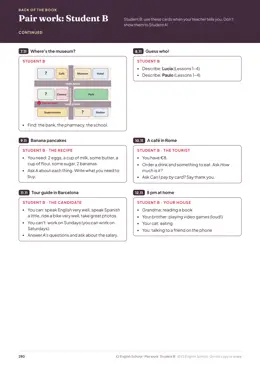 BACK OF THE BOOK
Pair work: Student B
CONTINUED
Student B: use these cards when your teacher tells you. Don't
show them to Student A!
Where's the museum?
STUDENT B
?
Café
Museum
Hotel
?
Cinema
?
Park
Supermarket
?
Station
• Find: the bank, the pharmacy, the school.
Guess who!
STUDENT B
• Describe: Lucia (Lessons 1–4).
• Describe: Paulo (Lessons 1–4).
Banana pancakes
STUDENT B · THE RECIPE
• You need: 2 eggs, a cup of milk, some butter, a
cup of flour, some sugar, 2 bananas.
• Ask A about each thing. Write what you need to
buy.
A café in Rome
STUDENT B · THE TOURIST
• You have €8.
• Order a drink and something to eat. Ask How
much is it?
• Ask Can I pay by card? Say thank you.
Tour guide in Barcelona
STUDENT B · THE CANDIDATE
• You can: speak English very well, speak Spanish
a little, ride a bike very well, take great photos.
• You can't: work on Sundays (you can work on
Saturdays).
• Answer A's questions and ask about the salary.
8 pm at home
STUDENT B · YOUR HOUSE
• Grandma: reading a book
• Your brother: playing video games (loud!)
• Your cat: eating
• You: talking to a friend on the phone